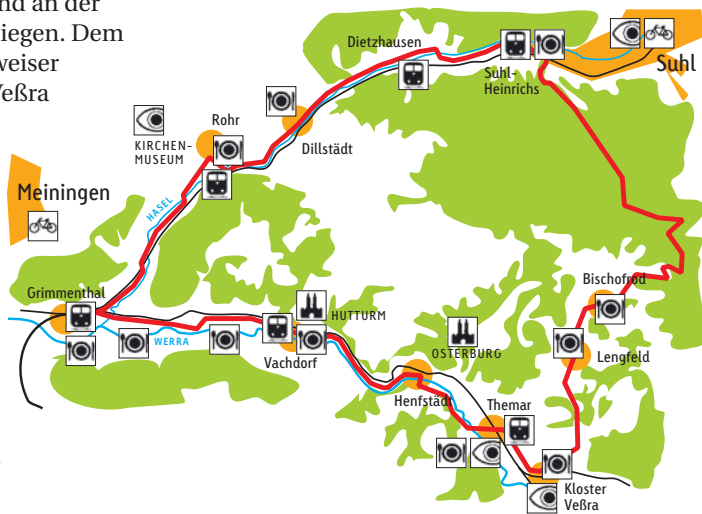 nd an der
iegen. Dem
weiser
Veßra
Dietzhausen
Suhl-
Heinrichs
Suhl
Rohr
KIRCHEN-
MUSEUM
Dillstädt
Meiningen
HASEL
Grimmenthal
Bischofrod
HUTTURM
WERRA
Vachdorf
OSTERBURG
Lengfeld
Henfstädt
Themar
Kloster
Veßra